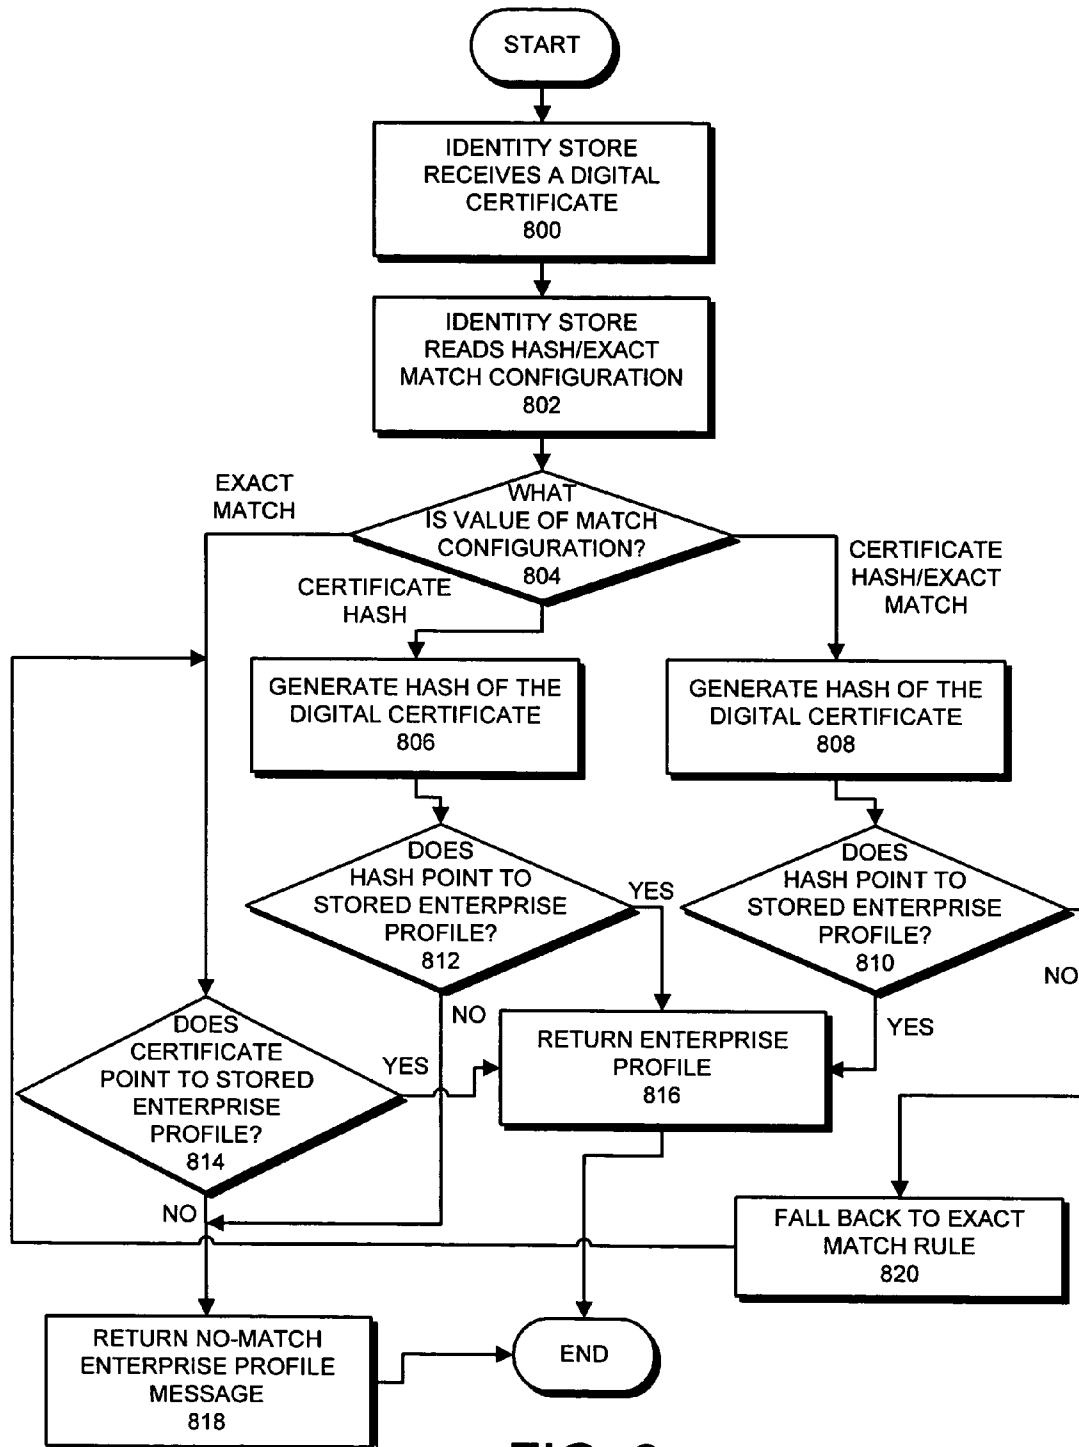 START
IDENTITY STORE
RECEIVES A DIGITAL
CERTIFICATE
800
IDENTITY STORE
READS HASH/EXACT
MATCH CONFIGURATION
802
EXACT
MATCH
WHAT
IS VALUE OF MATCH
CONFIGURATION?
804
CERTIFICATE
HASH
CERTIFICATE
HASH/EXACT
MATCH
GENERATE HASH OF THE
DIGITAL CERTIFICATE
806
GENERATE HASH OF THE
DIGITAL CERTIFICATE
808
DOES
HASH POINT TO
STORED ENTERPRISE
PROFILE?
812
YES
NO
DOES
HASH POINT TO
STORED ENTERPRISE
PROFILE?
810
NO
YES
DOES
CERTIFICATE
POINT TO STORED
ENTERPRISE
PROFILE?
814
YES
NO
RETURN ENTERPRISE
PROFILE
816
FALL BACK TO EXACT
MATCH RULE
820
RETURN NO-MATCH
ENTERPRISE PROFILE
MESSAGE
818
END